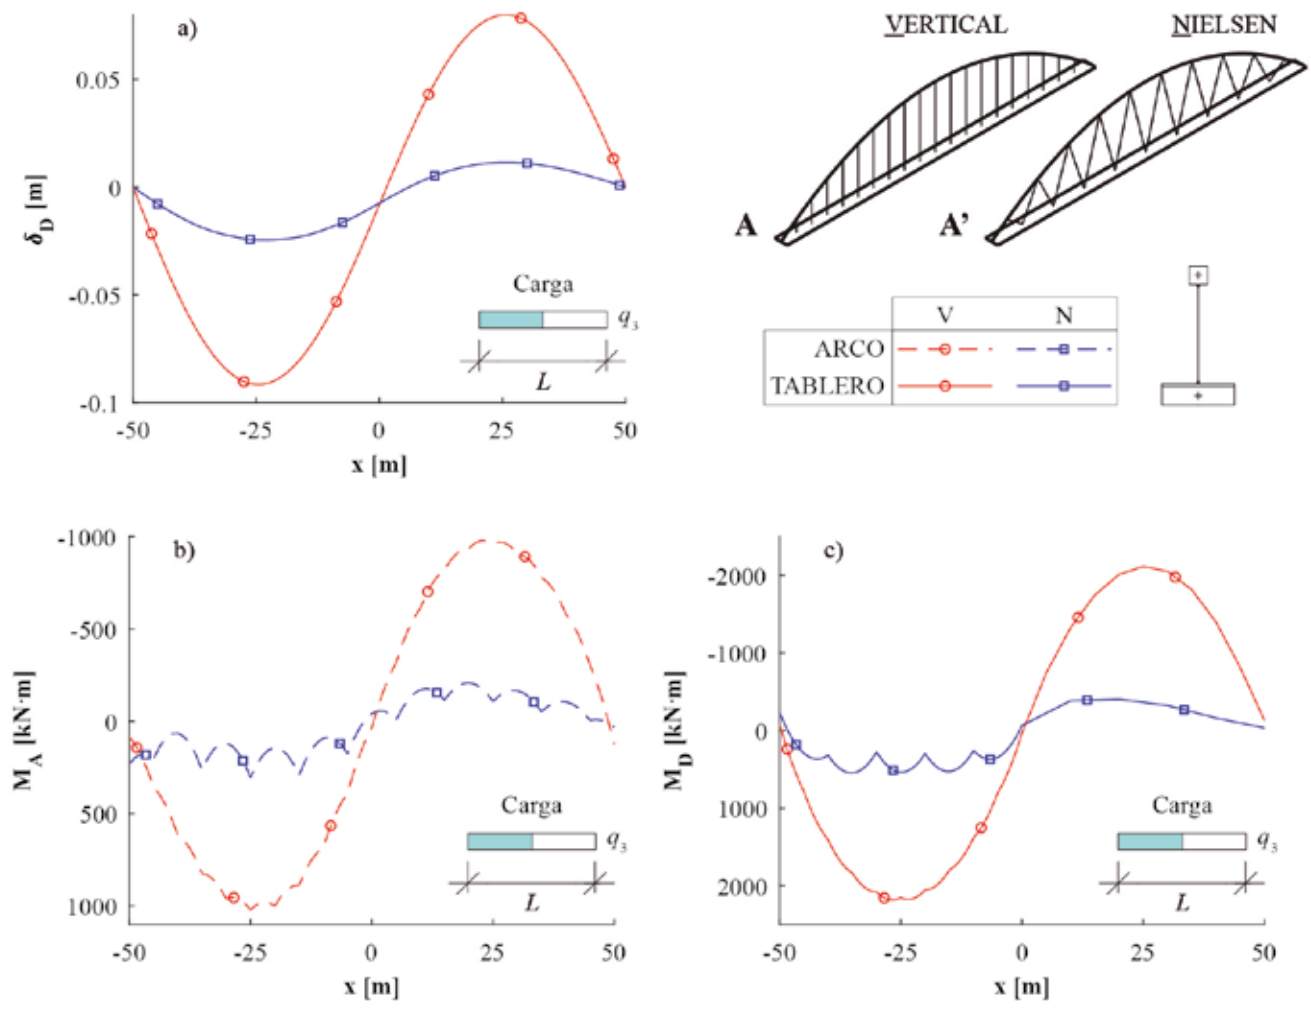 a)
0.05
0
-0.05
-0.1
δD [m]
-50
-25
0
25
50
x [m]
Carga
q3
L
VERTICAL
NIELSEN
A
A'
V
N
ARCO
TABLERO
b)
-1000
-500
0
500
1000
MA [kN·m]
-50
-25
0
25
50
x [m]
Carga
q3
L
c)
-2000
-1000
0
1000
2000
MD [kN·m]
-50
-25
0
25
50
x [m]
Carga
q3
L